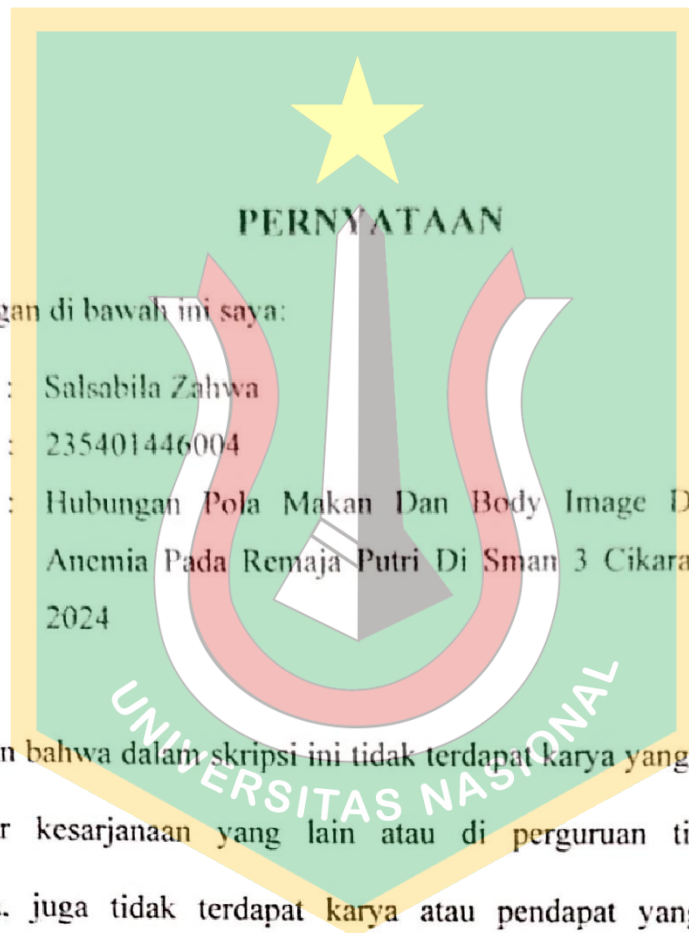 PERNYATAAN
gan di bawah ini saya:
: Salsabila Zahwa
: 235401446004
: Hubungan Pola Makan Dan Body Image D
Anemia Pada Remaja Putri Di Sman 3 Cikara
2024
n bahwa dalam skripsi ini tidak terdapat karya yang
r kesarjanaan yang lain atau di perguruan ti
. juga tidak terdapat karya atau pendapat yang
UNIVERSITAS NASIONAL